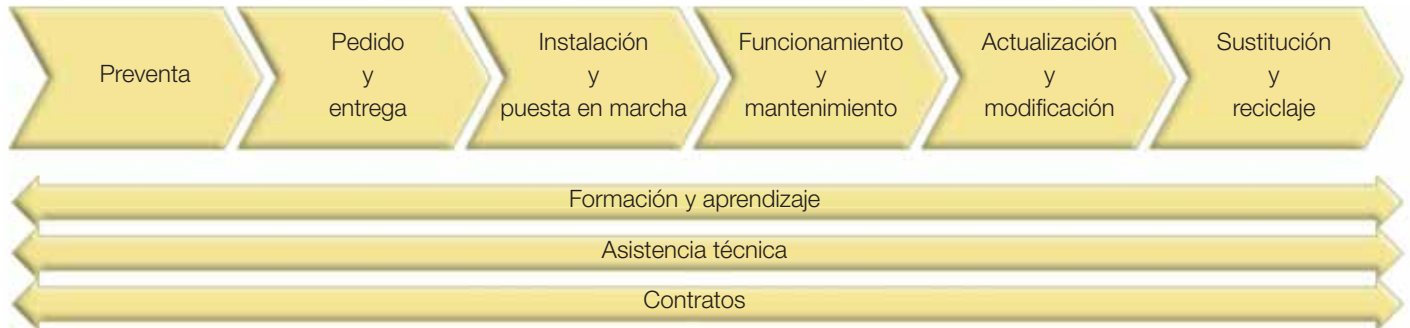 Preventa
Pedido
y
entrega
Instalación
y
puesta en marcha
Funcionamiento
y
mantenimiento
Actualización
y
modificación
Sustitución
y
reciclaje
Formación y aprendizaje
Asistencia técnica
Contratos